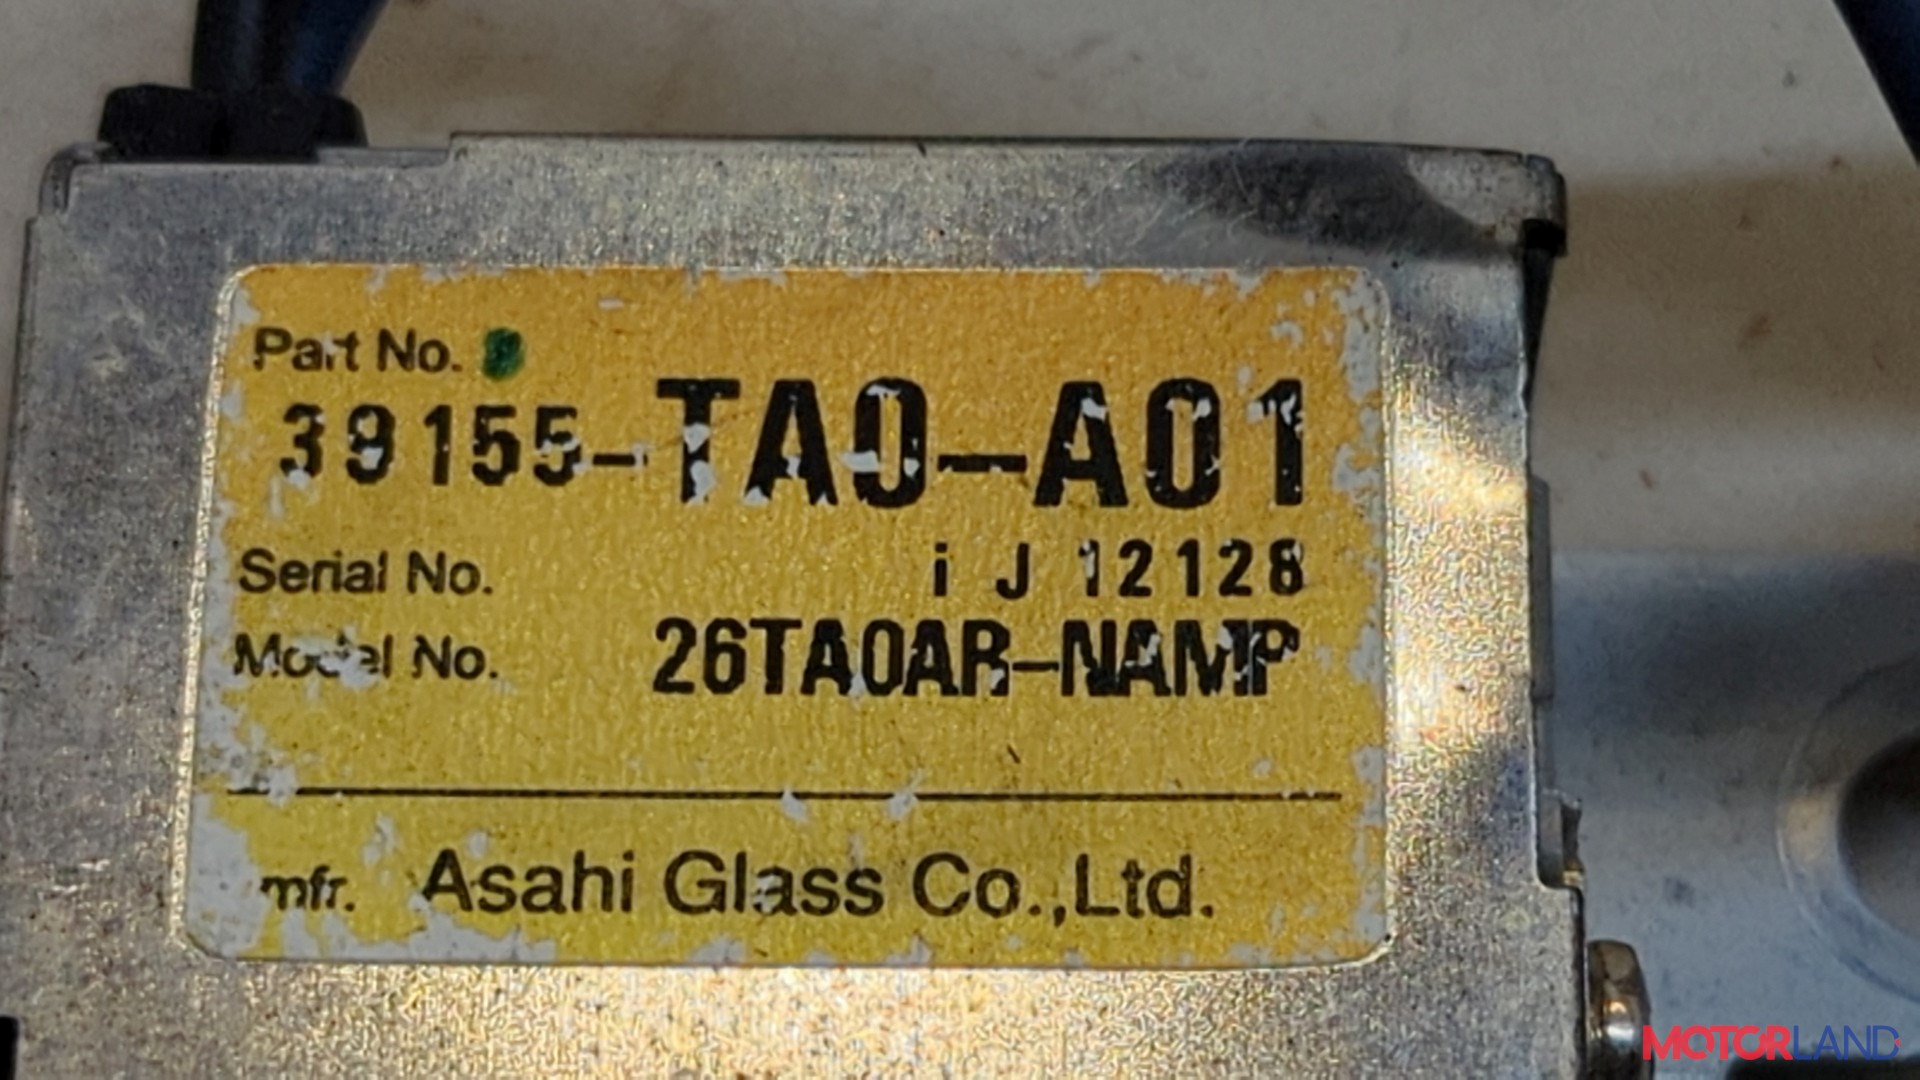 Part No.
39155-TA0-A01
Serial No. i J 12128
Model No. 26TA0AR-NAMP
mfr. Asahi Glass Co.,Ltd.
MOTORLAND